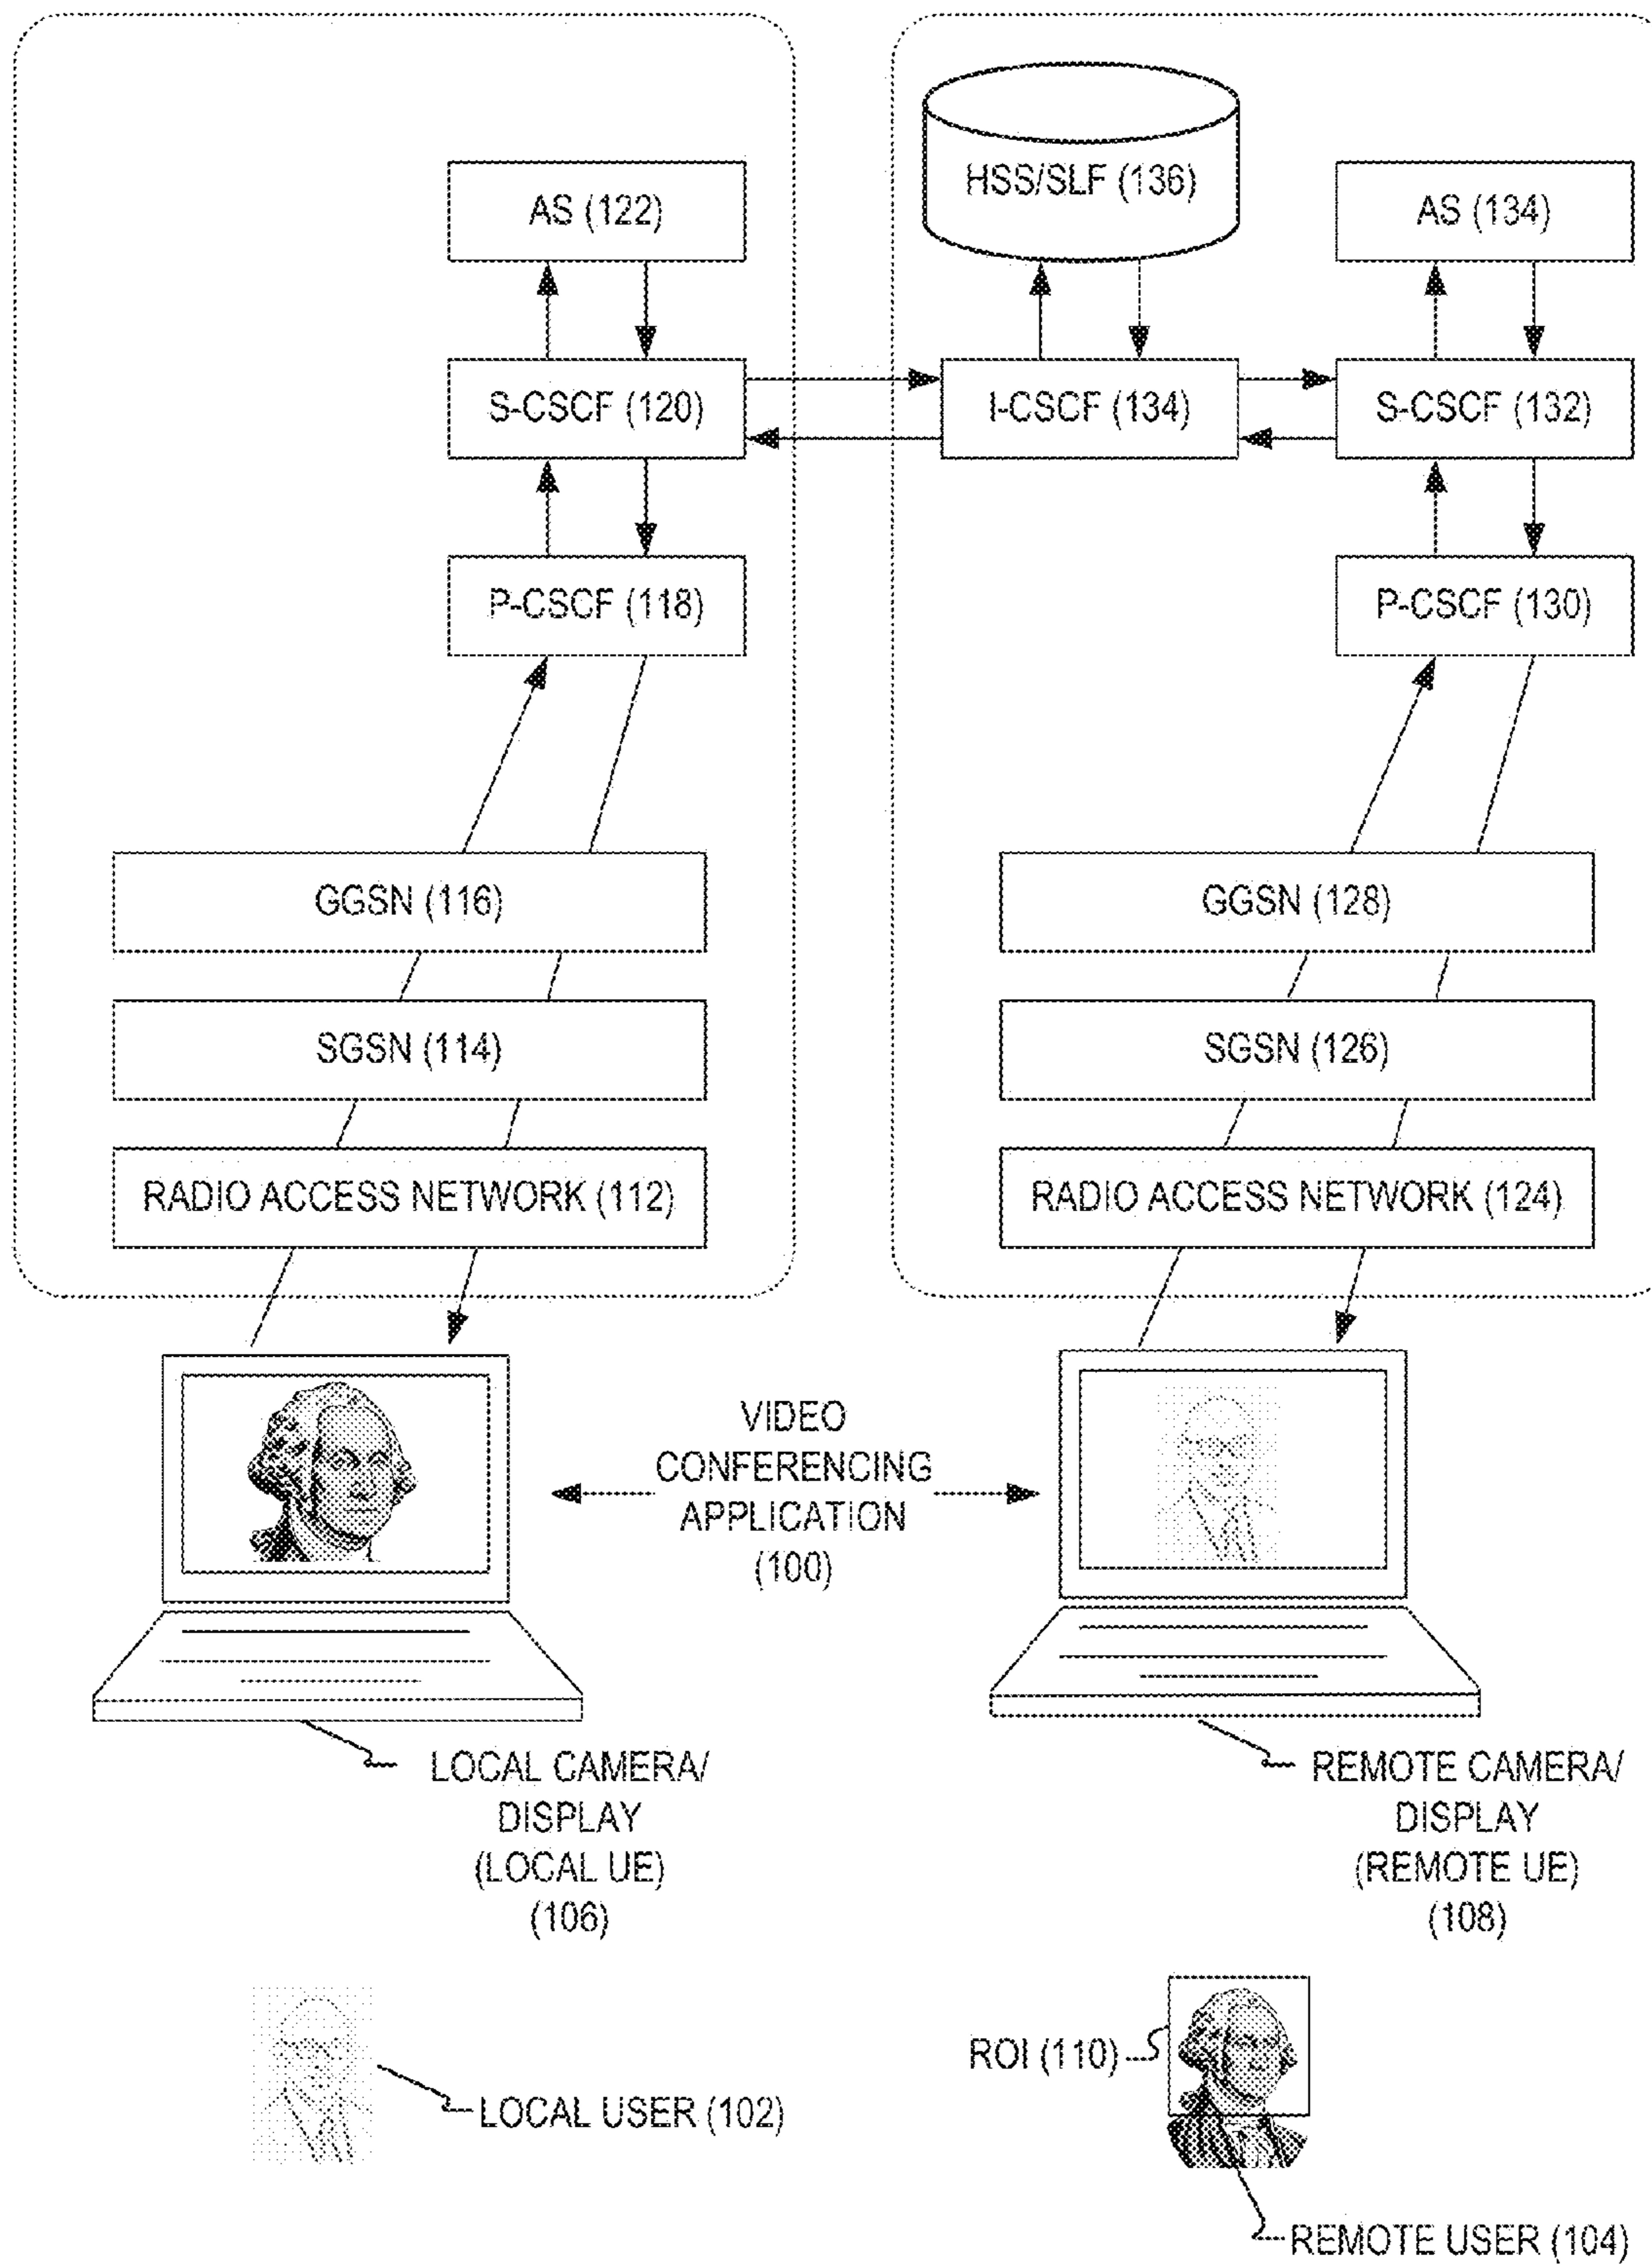 HSS/SLF (136)
AS (122)
AS (134)
S-CSCF (120)
I-CSCF (134)
S-CSCF (132)
P-CSCF (118)
P-CSCF (130)
GGSN (116)
GGSN (128)
SGSN (114)
SGSN (126)
RADIO ACCESS NETWORK (112)
RADIO ACCESS NETWORK (124)
VIDEO
CONFERENCING
APPLICATION
(100)
LOCAL CAMERA/
DISPLAY
(LOCAL UE)
(106)
REMOTE CAMERA/
DISPLAY
(REMOTE UE)
(108)
ROI (110)
LOCAL USER (102)
REMOTE USER (104)